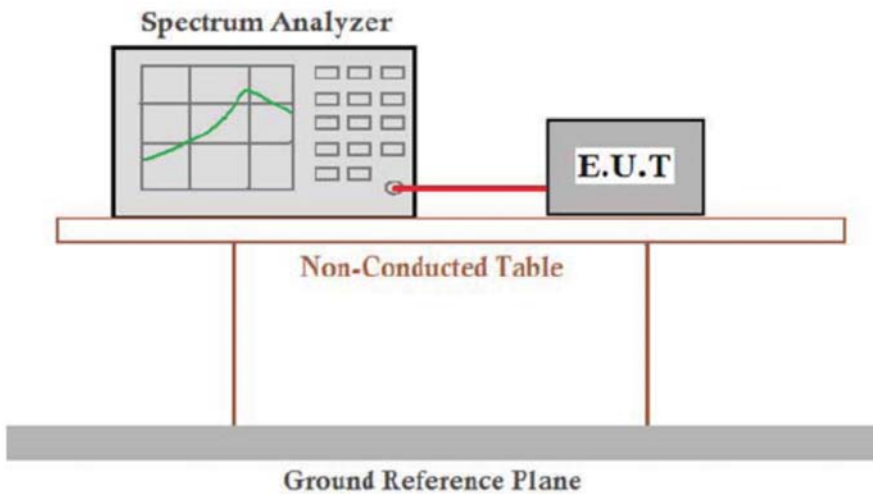 Spectrum Analyzer
E.U.T
Non-Conducted Table
Ground Reference Plane